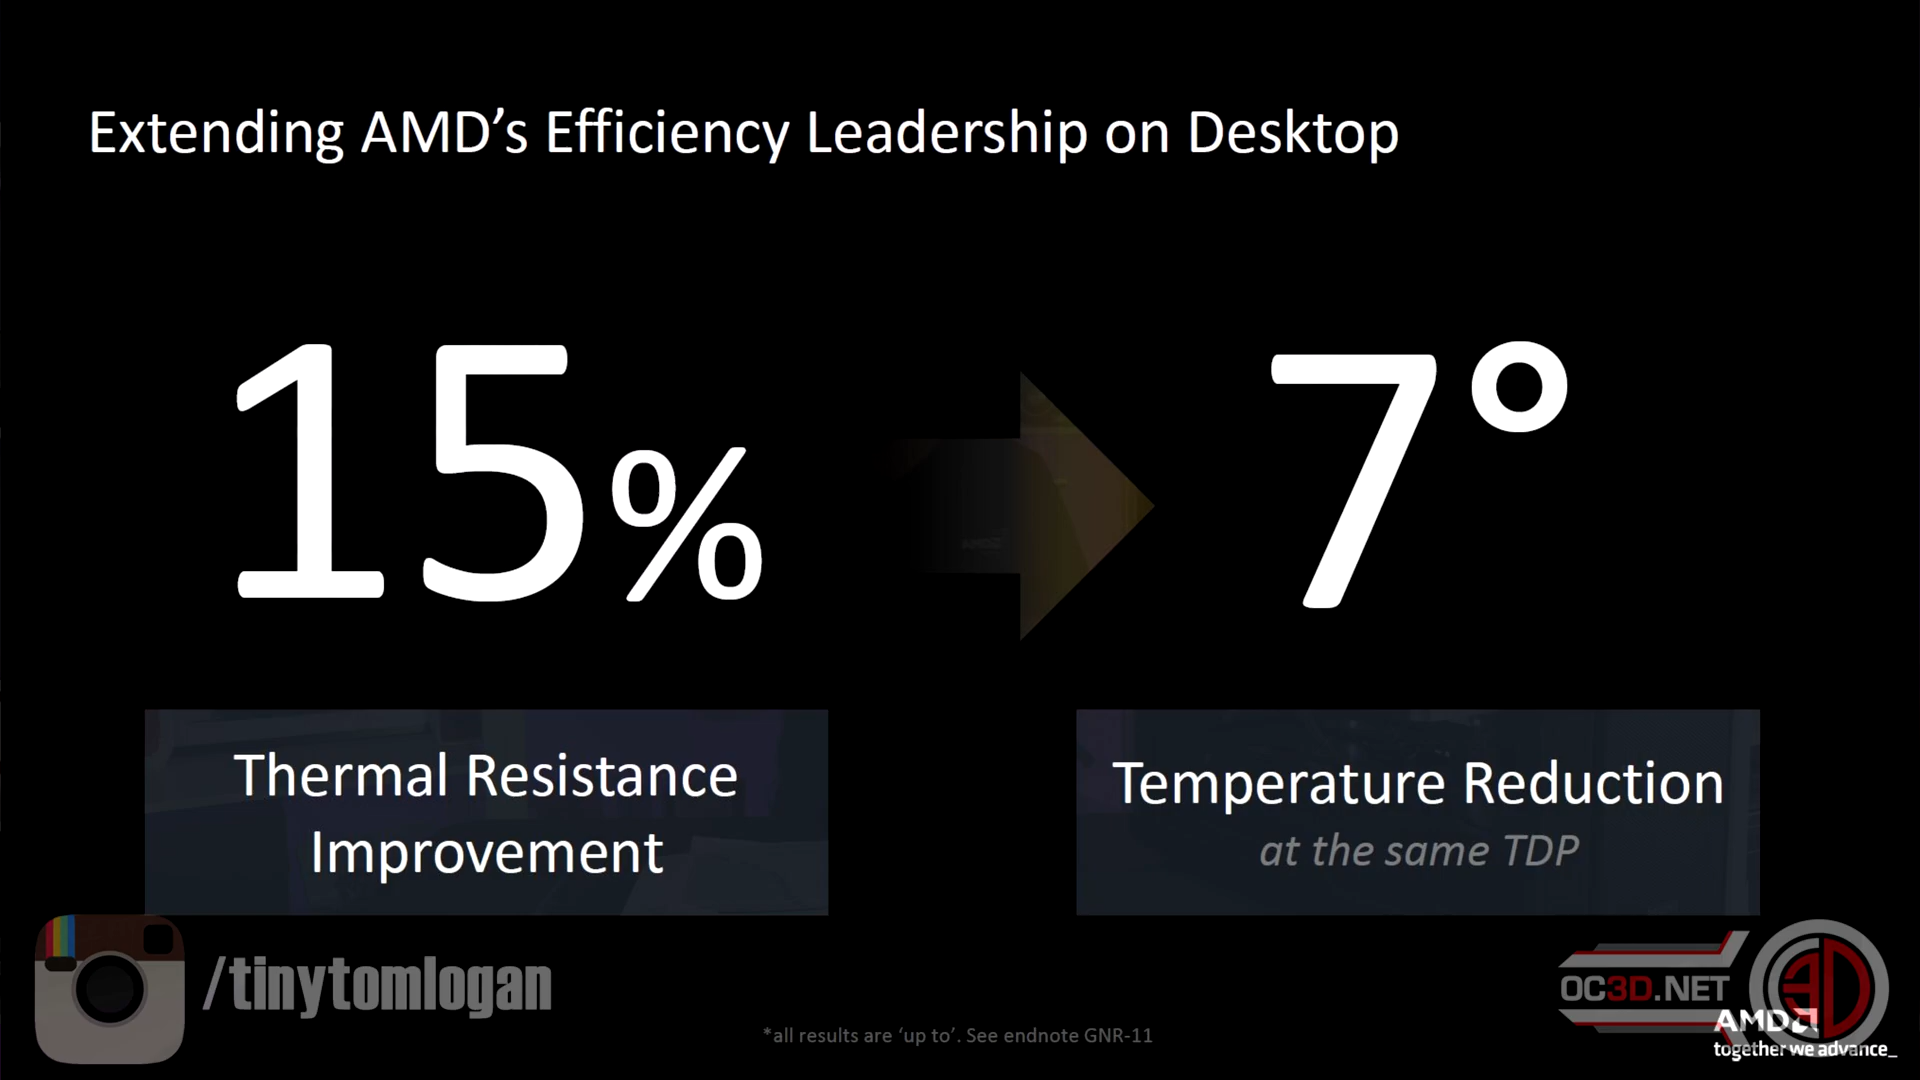 Extending AMD’s Efficiency Leadership on Desktop
15%
7°
Thermal Resistance
Improvement
Temperature Reduction
at the same TDP
/tinytomlogan
OC3D.NET
3D
AMD
together we advance_
*all results are ‘up to’. See endnote GNR-11